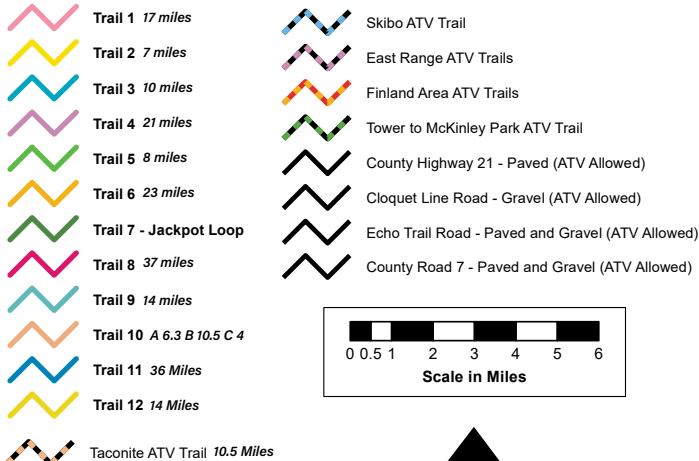 Trail 1 17 miles
Trail 2 7 miles
Trail 3 10 miles
Trail 4 21 miles
Trail 5 8 miles
Trail 6 23 miles
Trail 7 - Jackpot Loop
Trail 8 37 miles
Trail 9 14 miles
Trail 10 A 6.3 B 10.5 C 4
Trail 11 36 Miles
Trail 12 14 Miles
Taconite ATV Trail 10.5 Miles
Skibo ATV Trail
East Range ATV Trails
Finland Area ATV Trails
Tower to McKinley Park ATV Trail
County Highway 21 - Paved (ATV Allowed)
Cloquet Line Road - Gravel (ATV Allowed)
Echo Trail Road - Paved and Gravel (ATV Allowed)
County Road 7 - Paved and Gravel (ATV Allowed)
0 0.5 1 2 3 4 5 6
Scale in Miles